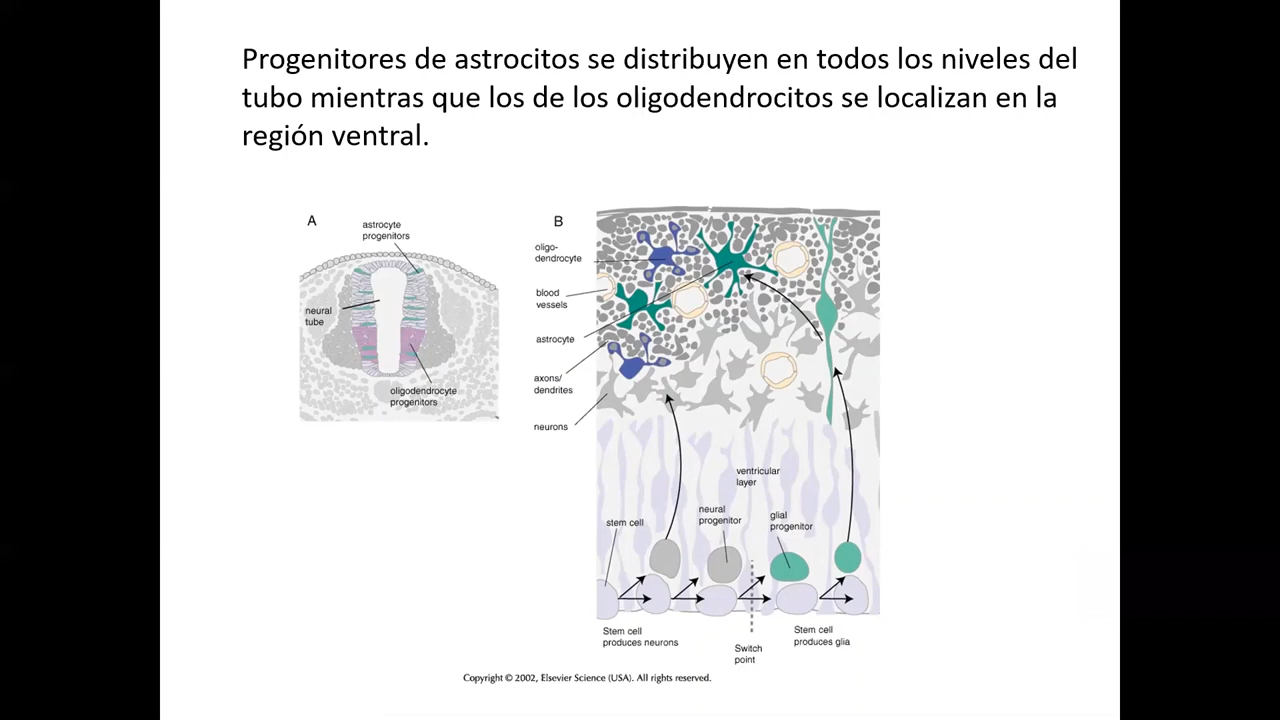 Progenitores de astrocitos se distribuyen en todos los niveles del
tubo mientras que los de los oligodendrocitos se localizan en la
región ventral.
A
astrocyte
progenitors
neural
tube
oligodendrocyte
progenitors
B
oligo-
dendrocyte
blood
vessels
astrocyte
axons/
dendrites
neurons
ventricular
layer
stem cell
neural
progenitor
glial
progenitor
Stem cell
produces neurons
Switch
point
Stem cell
produces glia
Copyright © 2002, Elsevier Science (USA). All rights reserved.